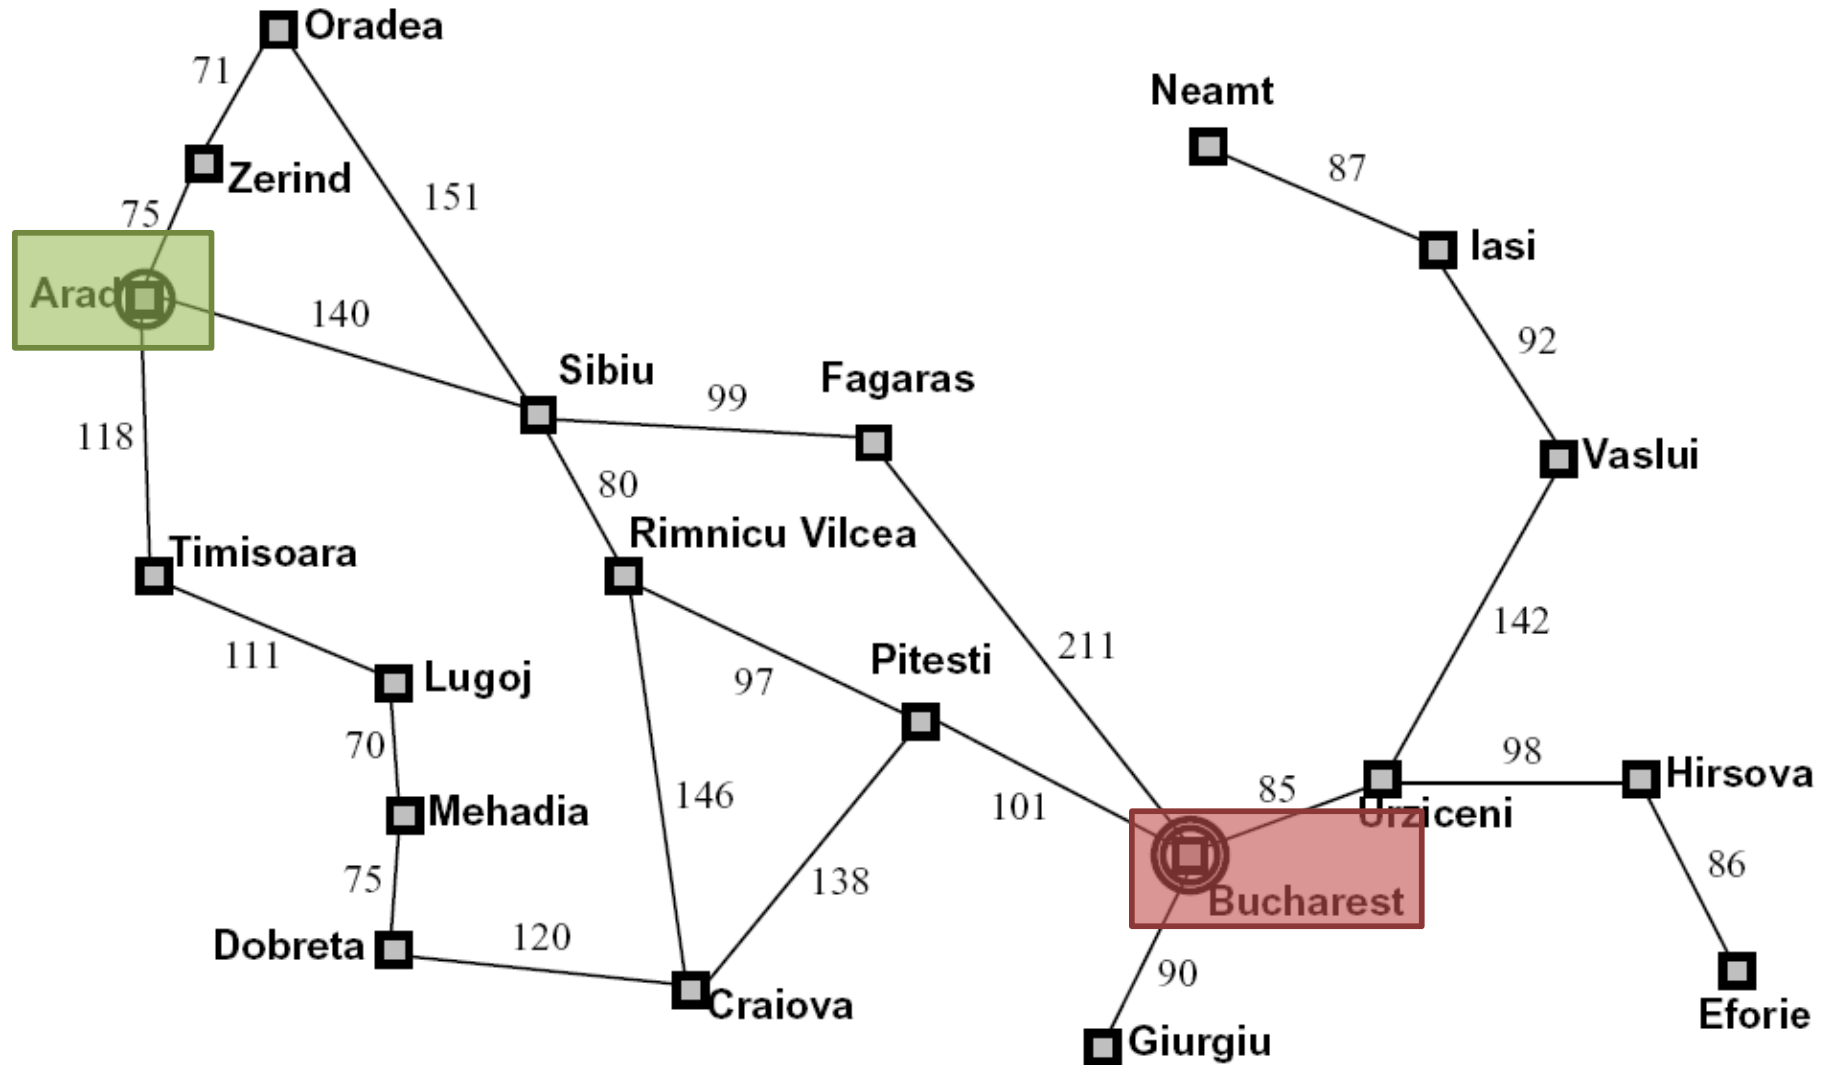 Oradea
71
Neamt
87
Zerind
151
75
Iasi
Arad
140
92
Sibiu
Fagaras
99
118
Vaslui
80
Rimnicu Vilcea
Timisoara
142
211
111
Pitesti
97
Lugoj
70
98
Hirsova
146
85
101
Urziceni
Mehadia
86
75
138
Bucharest
Dobreta
120
90
Craiova
Eforie
Giurgiu